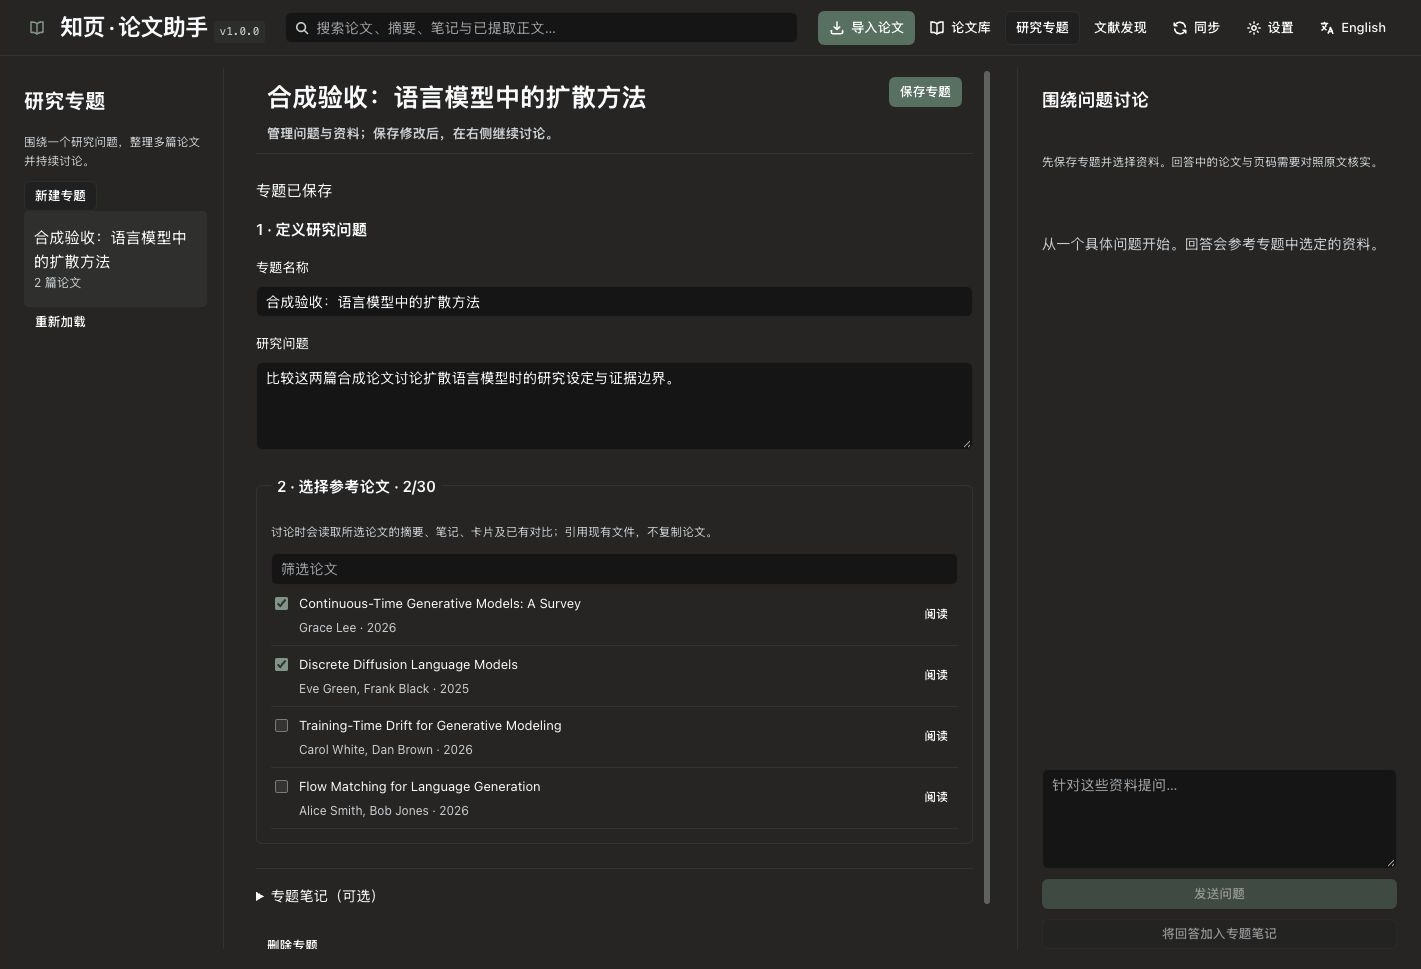 知页·论文助手 v1.0.0
搜索论文、摘要、笔记与已提取正文…
导入论文
论文库
研究专题
文献发现
同步
设置
English
研究专题
围绕一个研究问题，整理多篇论文
并持续讨论。
新建专题
合成验收：语言模型中
的扩散方法
2 篇论文
重新加载
合成验收：语言模型中的扩散方法
保存专题
管理问题与资料；保存修改后，在右侧继续讨论。
专题已保存
1 · 定义研究问题
专题名称
合成验收：语言模型中的扩散方法
研究问题
比较这两篇合成论文讨论扩散语言模型时的研究设定与证据边界。
2 · 选择参考论文 · 2/30
讨论时会读取所选论文的摘要、笔记、卡片及已有对比；引用现有文件，不复制论文。
筛选论文
Continuous-Time Generative Models: A Survey
Grace Lee · 2026
阅读
Discrete Diffusion Language Models
Eve Green, Frank Black · 2025
阅读
Training-Time Drift for Generative Modeling
Carol White, Dan Brown · 2026
阅读
Flow Matching for Language Generation
Alice Smith, Bob Jones · 2026
阅读
专题笔记（可选）
删除专题
围绕问题讨论
先保存专题并选择资料。回答中的论文与页码需要对照原文核实。
从一个具体问题开始。回答会参考专题中选定的资料。
针对这些资料提问…
发送问题
将回答加入专题笔记